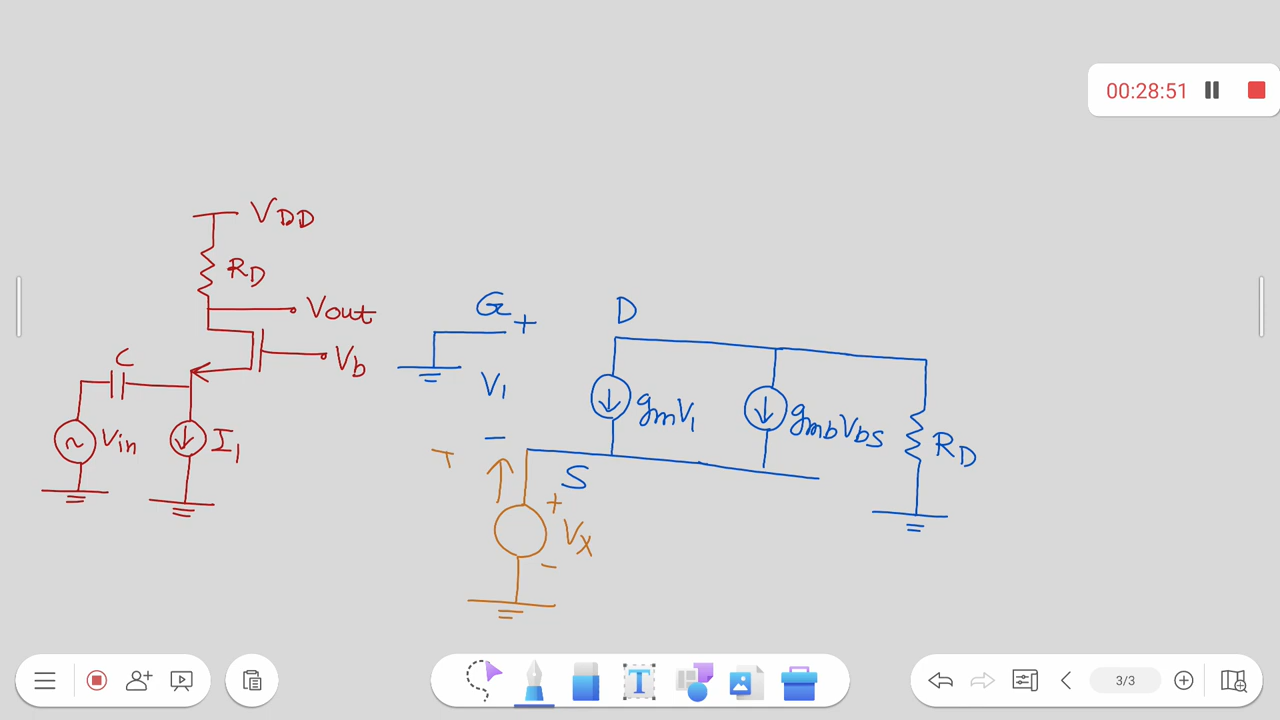 00:28:51
VDD
RD
Vout
C
Vb
Vin
I1
G
+
V1
-
D
gmV1
gmbVbs
RD
S
+
VX
-
T
3/3